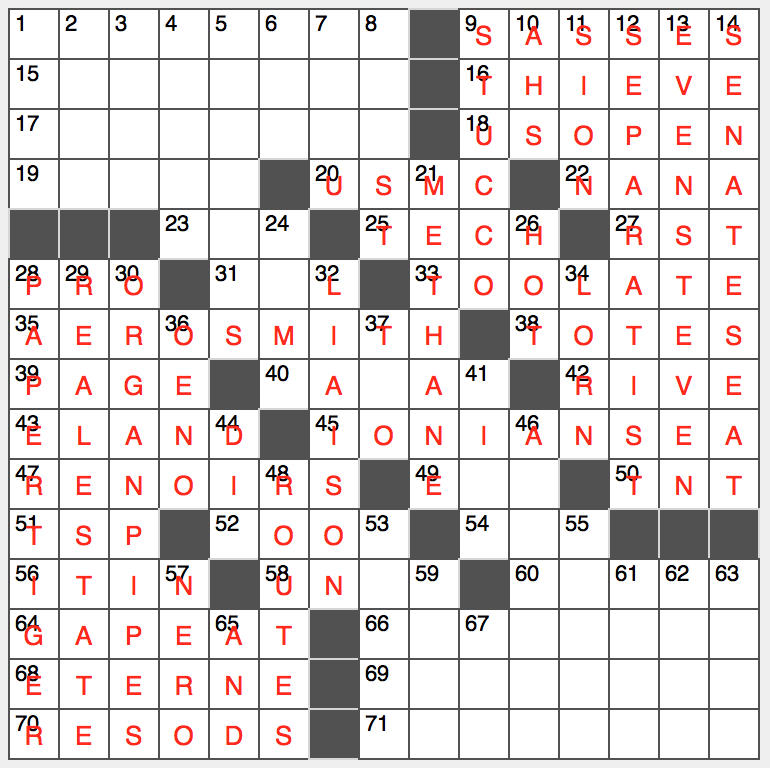 1 2 3 4 5 6 7 8 9 10 11 12 13 14
S A S S E S
15 16
T H I E V E
17 18
U S O P E N
19 20 21 22
U S M C N A N A
23 24 25 26 27
T E C H R S T
28 29 30 31 32 33 34
P R O L T O O L A T E
35 36 37 38
A E R O S M I T H T O T E S
39 40 41 42
P A G E A A R I V E
43 44 45 46
E L A N D I O N I A N S E A
47 48 49 50
R E N O I R S E T N T
51 52 53 54 55
T S P O O
56 57 58 59 60 61 62 63
I T I N U N
64 65 66 67
G A P E A T
68 69
E T E R N E
70 71
R E S O D S